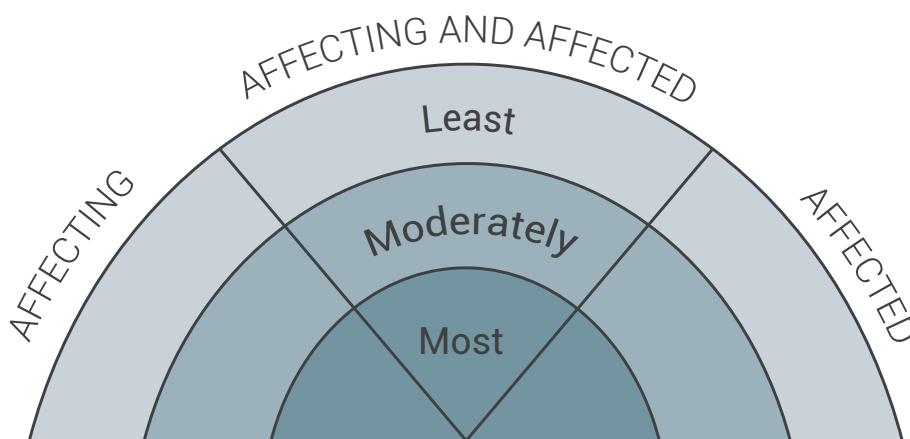 AFFECTING AND AFFECTED
Least
AFFECTING
AFFECTED
Moderately
Most